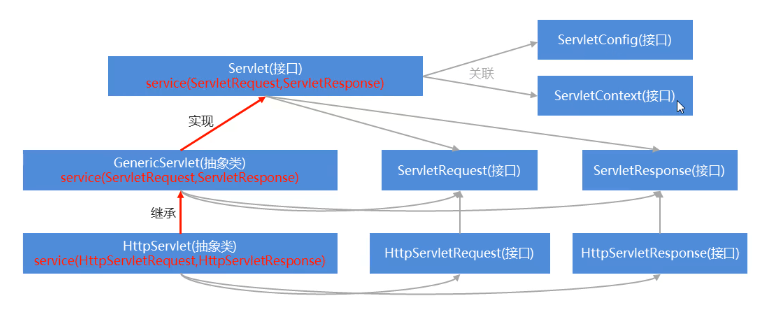 ServletConfig(接口)
Servlet(接口)
service(ServletRequest,ServletResponse)
关联
ServletContext(接口)
实现
GenericServlet(抽象类)
service(ServletRequest,ServletResponse)
ServletRequest(接口)
ServletResponse(接口)
继承
HttpServlet(抽象类)
service(HttpServletRequest,HttpServletResponse)
HttpServletRequest(接口)
HttpServletResponse(接口)